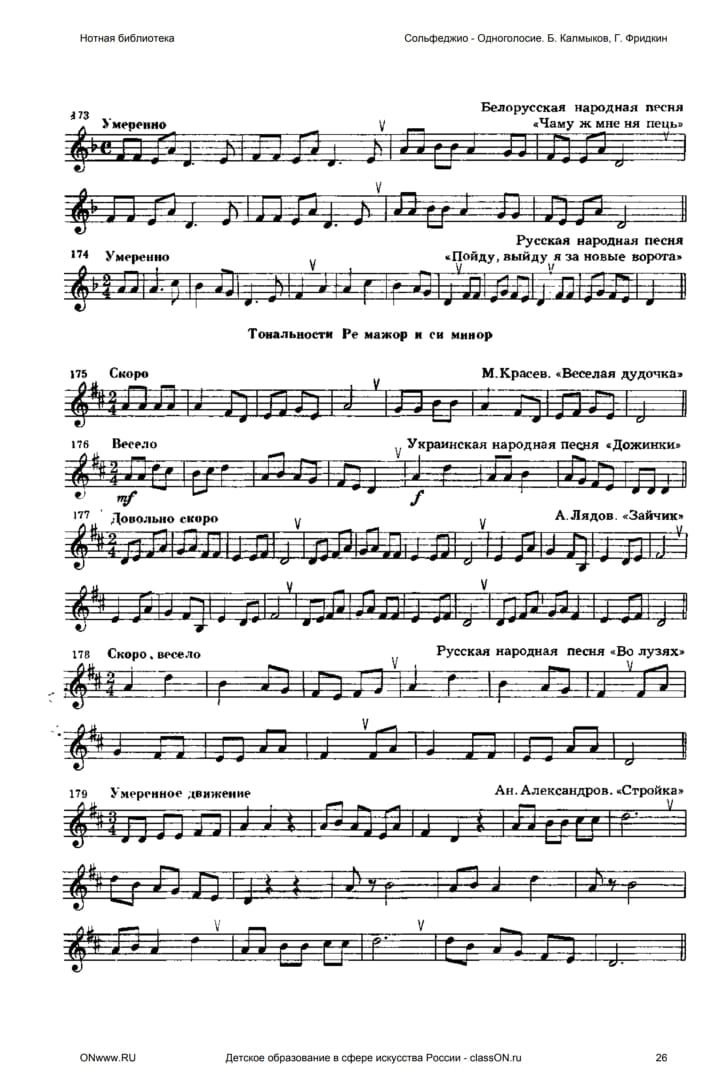 Нотная библиотека
Сольфеджио - Одноголосие. Б. Калмыков, Г. Фридкин
173
Умеренно
Белорусская народная песня
«Чаму ж мне ня пець»
174
Умеренно
Русская народная песня
«Пойду, выйду я за новые ворота»
Тональности Ре мажор и си минор
175
Скоро
М.Красев. «Веселая дудочка»
176
Весело
Украинская народная песня «Дожинки»
mf
f
177
Довольно скоро
А.Лядов. «Зайчик»
178
Скоро, весело
Русская народная песня «Во лузях»
179
Умеренное движение
Ан. Александров. «Стройка»
ONwww.RU
Детское образование в сфере искусства России - classON.ru
26